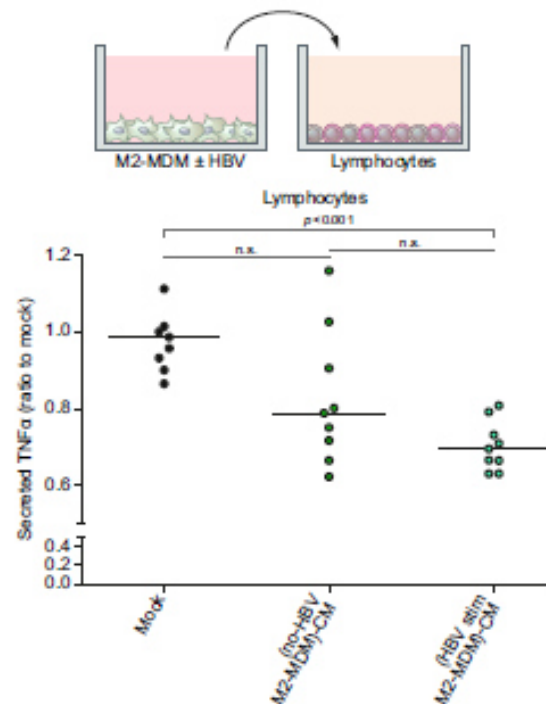 M2-MDM ± HBV
Lymphocytes
Lymphocytes
p<0.001
n.s.
n.s.
Secreted TNFα (ratio to mock)
1.2
1.0
0.8
0.6
0.4
0.2
0.0
Mock
(no-HBV
M2-MDM)-CM
(HBV stim
M2-MDM)-CM